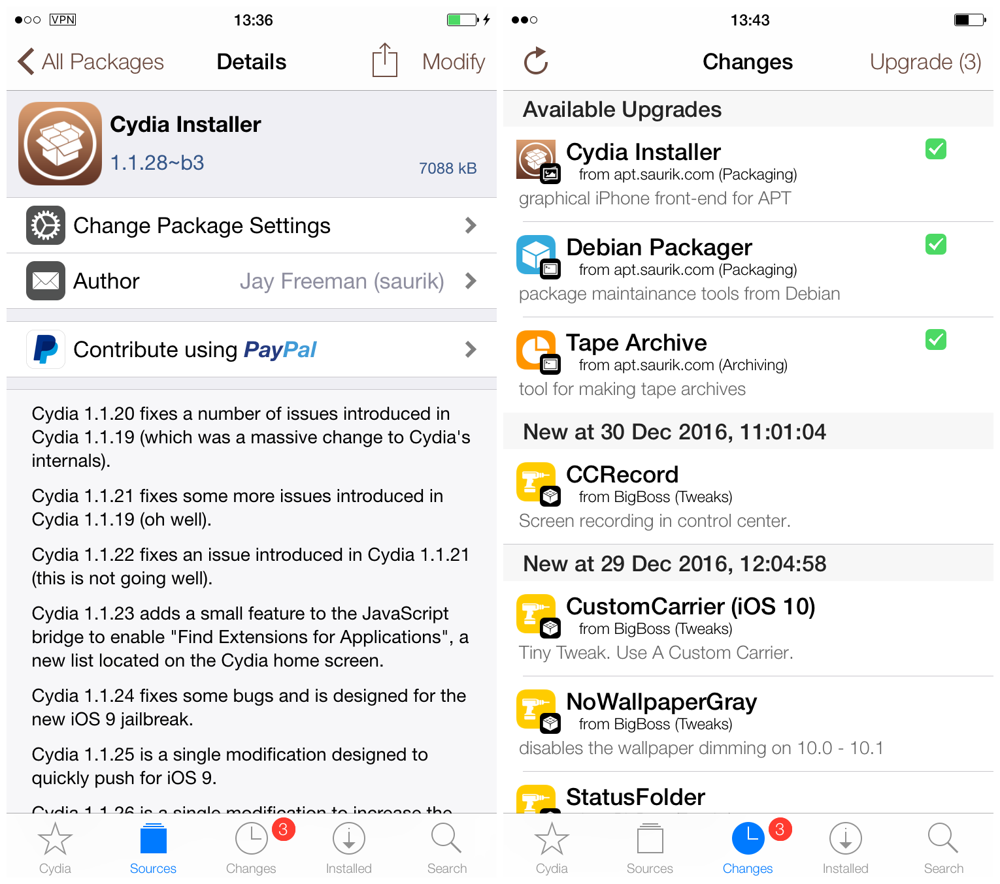 VPN 13:36
All Packages Details Modify
Cydia Installer
1.1.28~b3 7088 kB
Change Package Settings
Author Jay Freeman (saurik)
Contribute using PayPal
Cydia 1.1.20 fixes a number of issues introduced in
Cydia 1.1.19 (which was a massive change to Cydia's
internals).
Cydia 1.1.21 fixes some more issues introduced in
Cydia 1.1.19 (oh well).
Cydia 1.1.22 fixes an issue introduced in Cydia 1.1.21
(this is not going well).
Cydia 1.1.23 adds a small feature to the JavaScript
bridge to enable "Find Extensions for Applications", a
new list located on the Cydia home screen.
Cydia 1.1.24 fixes some bugs and is designed for the
new iOS 9 jailbreak.
Cydia 1.1.25 is a single modification designed to
quickly push for iOS 9.
Cydia 1.1.26 is a single modification to increase the
3
Cydia Sources Changes Installed Search
13:43
Changes Upgrade (3)
Available Upgrades
Cydia Installer
from apt.saurik.com (Packaging)
graphical iPhone front-end for APT
Debian Packager
from apt.saurik.com (Packaging)
package maintainance tools from Debian
Tape Archive
from apt.saurik.com (Archiving)
tool for making tape archives
New at 30 Dec 2016, 11:01:04
CCRecord
from BigBoss (Tweaks)
Screen recording in control center.
New at 29 Dec 2016, 12:04:58
CustomCarrier (iOS 10)
from BigBoss (Tweaks)
Tiny Tweak. Use A Custom Carrier.
NoWallpaperGray
from BigBoss (Tweaks)
disables the wallpaper dimming on 10.0 - 10.1
StatusFolder
3
Cydia Sources Changes Installed Search